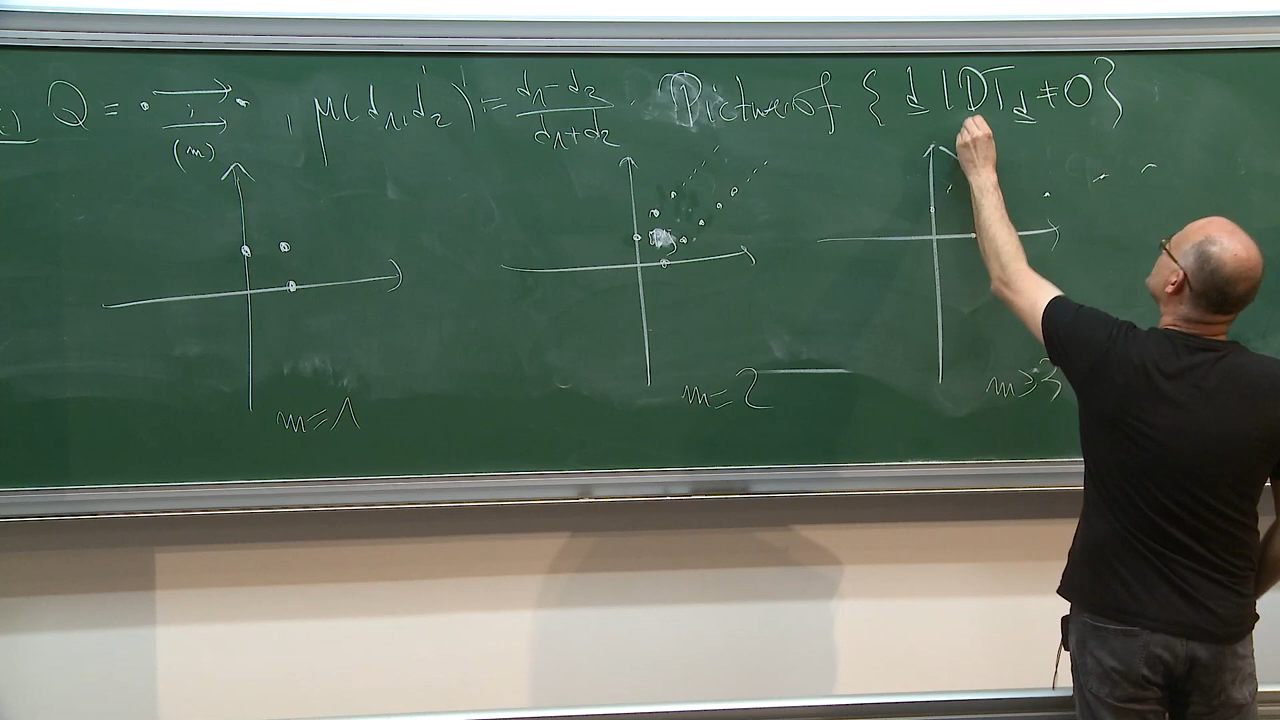 Q = · ⇉ · , μ(d₁,d₂) = (d₁-d₂)/(d₁+d₂) . Picture of { d | DT_d ≠ 0 }
(m)
m=1
m=2
m≥3